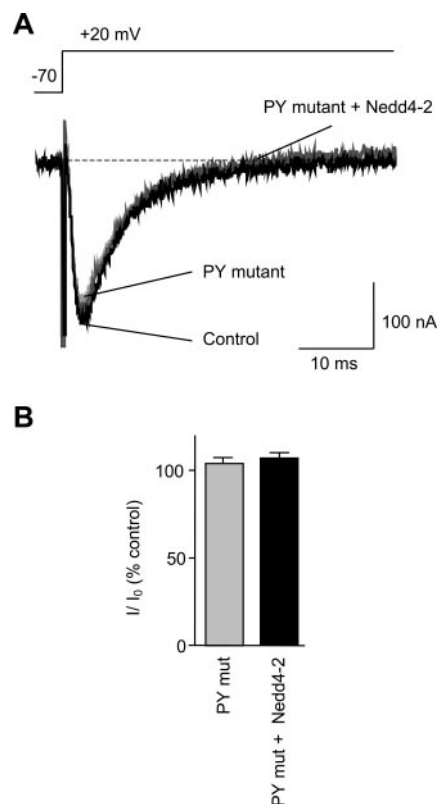 A
+20 mV
-70
PY mutant + Nedd4-2
PY mutant
Control
100 nA
10 ms
B
I/ I₀ (% control)
100
50
0
PY mut
PY mut + Nedd4-2